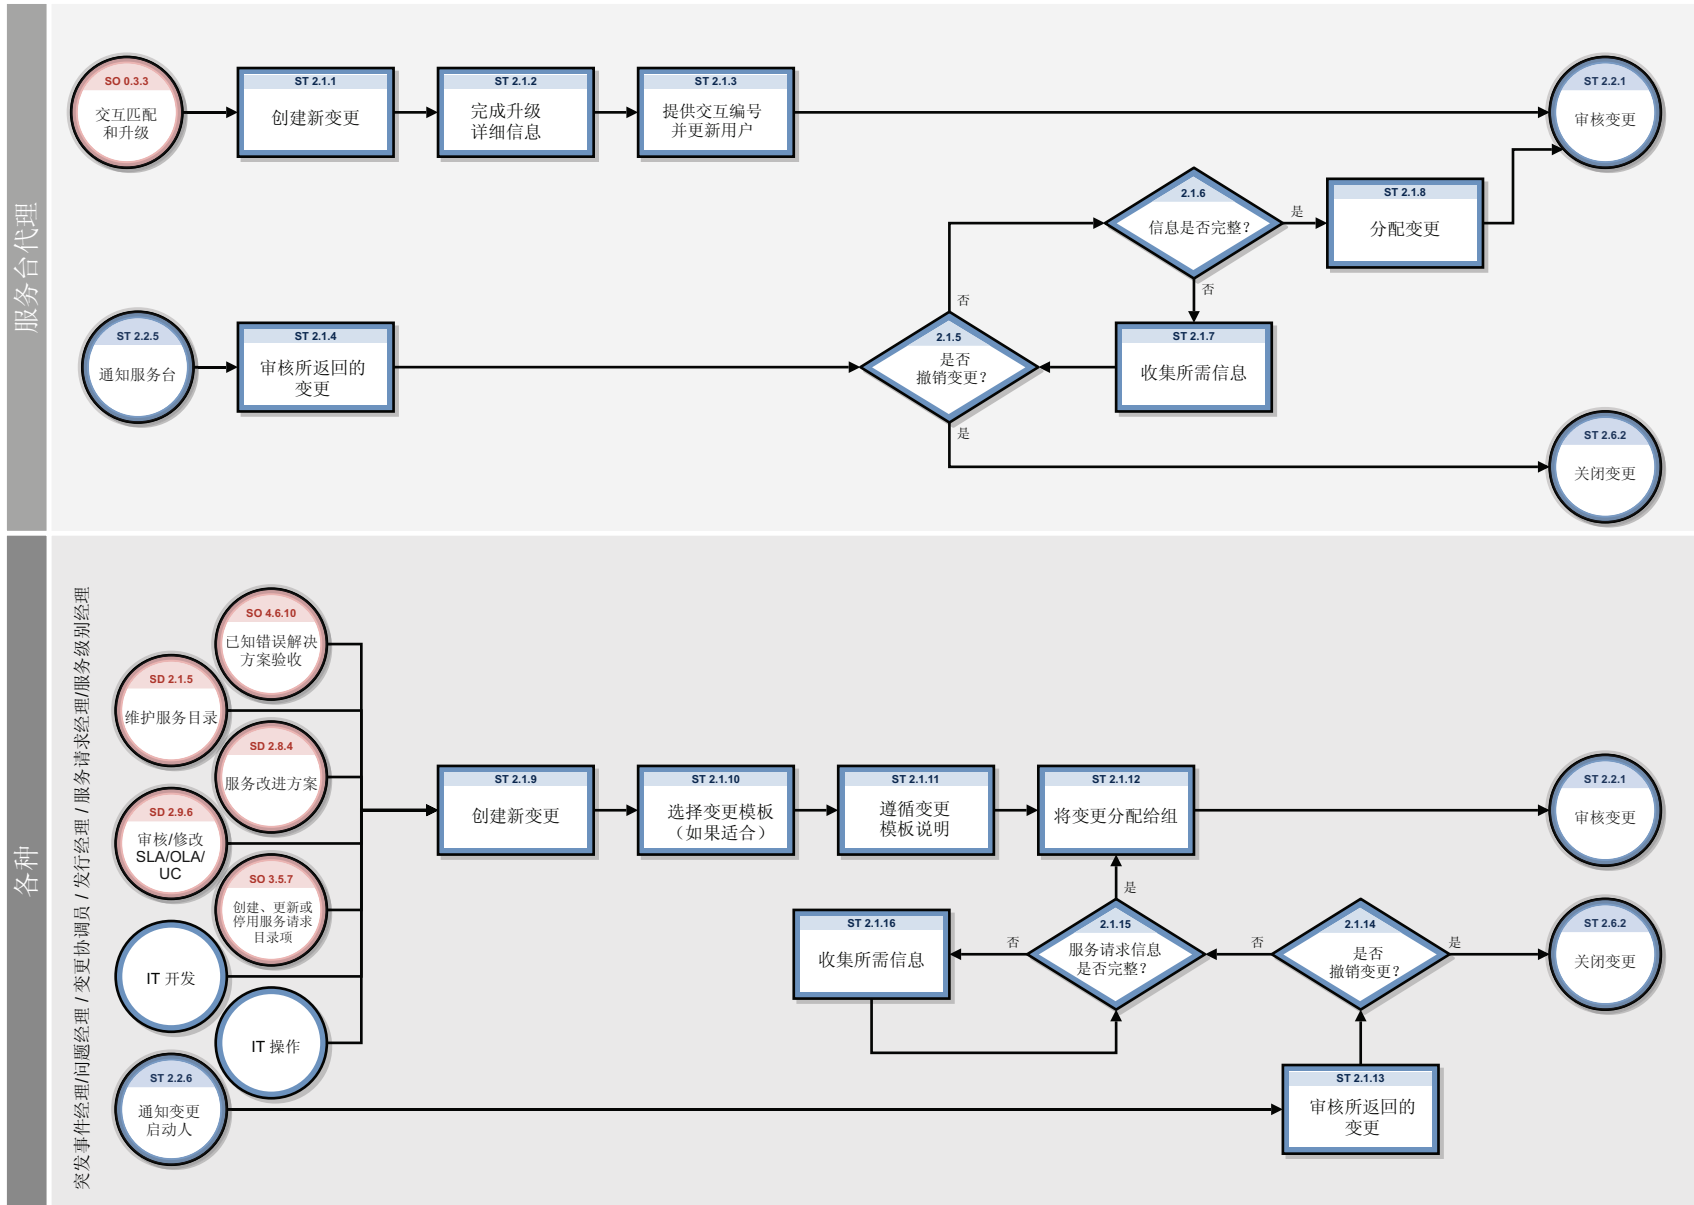 服务台代理
SO 0.3.3
交互匹配
和升级
ST 2.1.1
创建新变更
ST 2.1.2
完成升级
详细信息
ST 2.1.3
提供交互编号
并更新用户
ST 2.2.1
审核变更
2.1.6
信息是否完整?
是
否
ST 2.1.8
分配变更
ST 2.2.5
通知服务台
ST 2.1.4
审核所返回的
变更
否
2.1.5
是否
撤销变更?
是
ST 2.1.7
收集所需信息
ST 2.6.2
关闭变更
各种
突发事件经理/问题经理 / 变更协调员 / 发行经理 / 服务请求经理/服务级别经理
SO 4.6.10
已知错误解决
方案验收
SD 2.1.5
维护服务目录
SD 2.8.4
服务改进方案
SD 2.9.6
审核/修改
SLA/OLA/
UC
SO 3.5.7
创建、更新或
停用服务请求
目录项
IT 开发
IT 操作
ST 2.2.6
通知变更
启动人
ST 2.1.9
创建新变更
ST 2.1.10
选择变更模板
（如果适合）
ST 2.1.11
遵循变更
模板说明
ST 2.1.12
将变更分配给组
ST 2.2.1
审核变更
ST 2.1.16
收集所需信息
否
是
2.1.15
服务请求信息
是否完整?
否
2.1.14
是否
撤销变更?
是
ST 2.6.2
关闭变更
ST 2.1.13
审核所返回的
变更